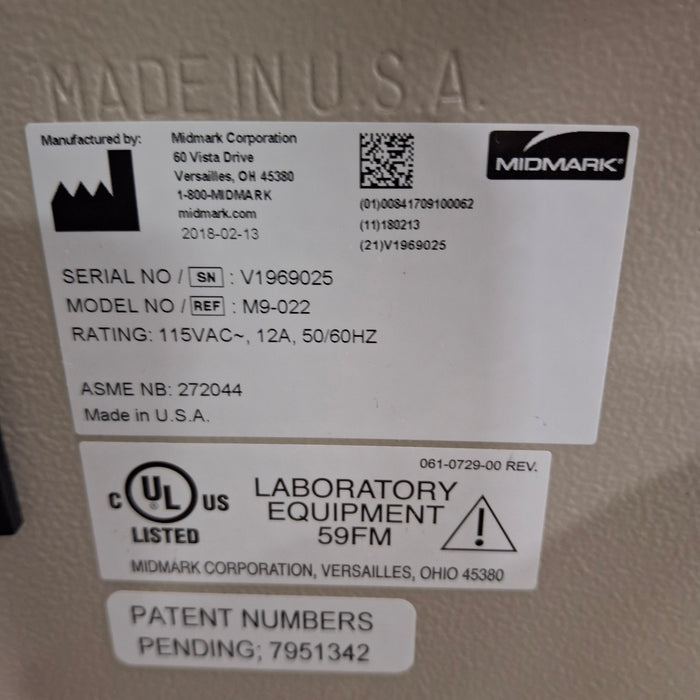 MADE IN U.S.A.
Manufactured by:
Midmark Corporation
60 Vista Drive
Versailles, OH 45380
1-800-MIDMARK
midmark.com
2018-02-13
(01)00841709100062
(11)180213
(21)V1969025
MIDMARK®
SERIAL NO / SN : V1969025
MODEL NO / REF : M9-022
RATING: 115VAC~, 12A, 50/60HZ
ASME NB: 272044
Made in U.S.A.
061-0729-00 REV.
C UL® US
LISTED
LABORATORY
EQUIPMENT
59FM
!
MIDMARK CORPORATION, VERSAILLES, OHIO 45380
PATENT NUMBERS
PENDING; 7951342